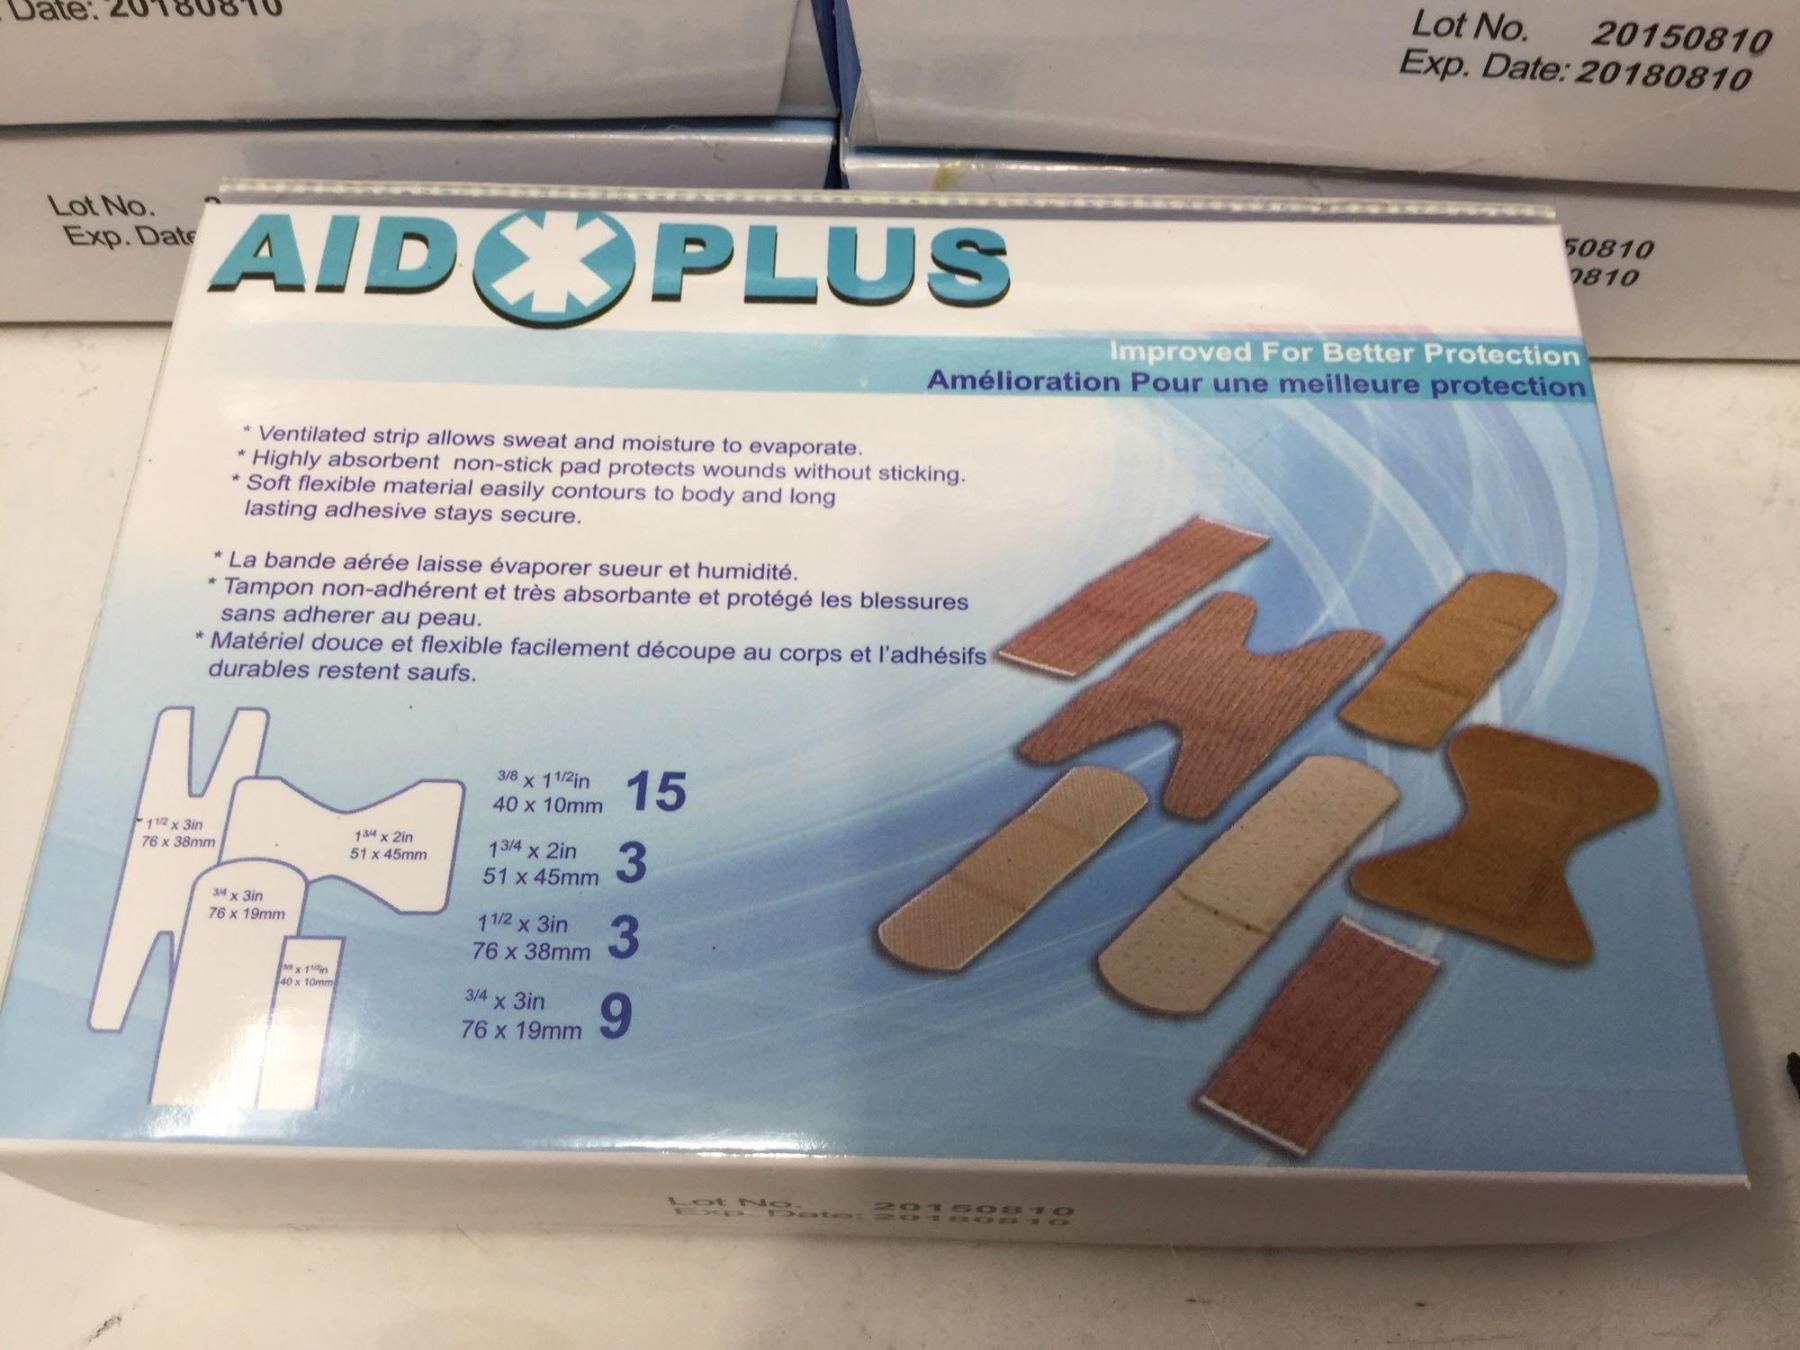 Date: 20180810
Lot No. 20150810
Exp. Date: 20180810
Lot No.
Exp. Date
50810
0810
AID PLUS
Improved For Better Protection
Amélioration Pour une meilleure protection
* Ventilated strip allows sweat and moisture to evaporate.
* Highly absorbent non-stick pad protects wounds without sticking.
* Soft flexible material easily contours to body and long
lasting adhesive stays secure.
* La bande aérée laisse évaporer sueur et humidité.
* Tampon non-adhérent et très absorbante et protégé les blessures
sans adherer au peau.
* Matériel douce et flexible facilement découpe au corps et l'adhésifs
durables restent saufs.
1 1/2 x 3in
76 x 38mm
1 3/4 x 2in
51 x 45mm
3/4 x 3in
76 x 19mm
3/8 x 1 1/2in
40 x 10mm
3/8 x 1 1/2in
40 x 10mm 15
1 3/4 x 2in
51 x 45mm 3
1 1/2 x 3in
76 x 38mm 3
3/4 x 3in
76 x 19mm 9
Lot No. 20150810
Exp. Date: 20180810